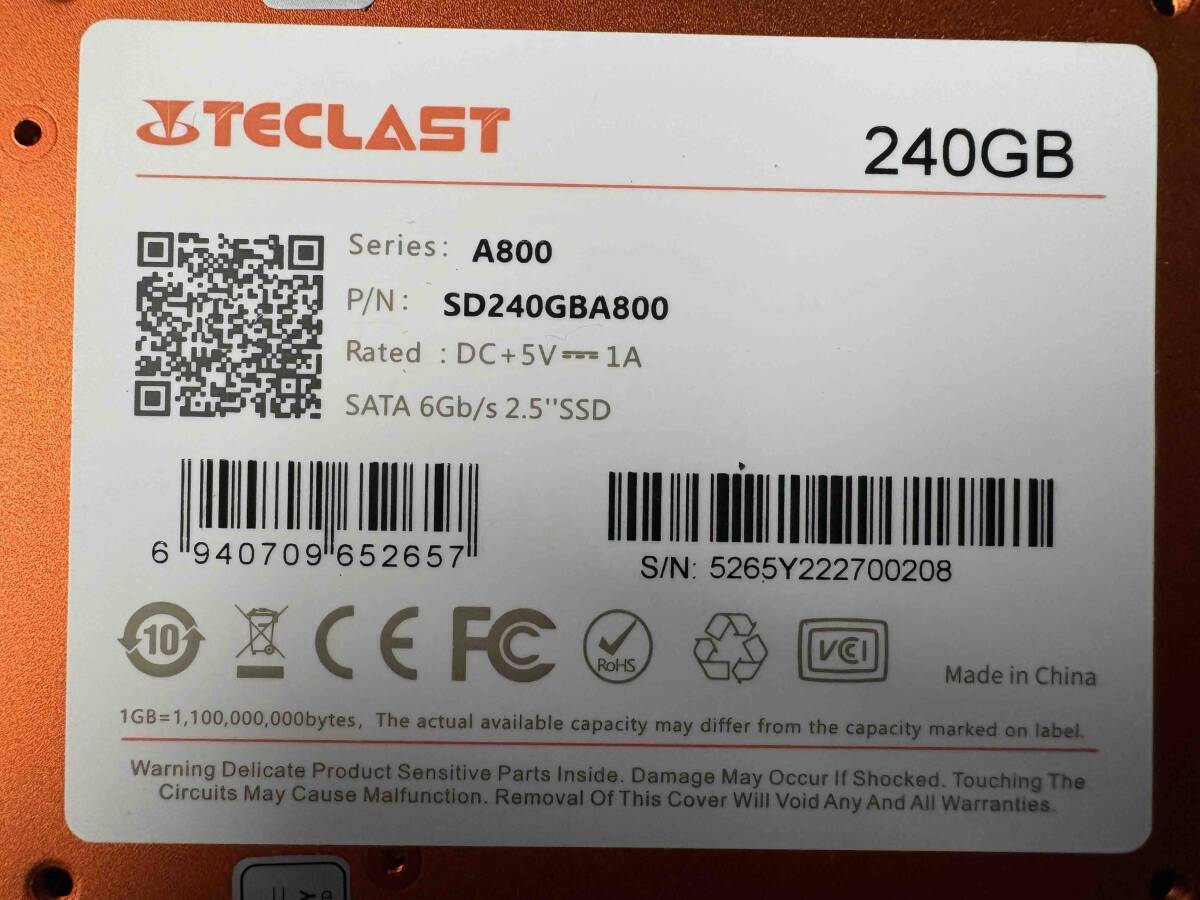 TECLAST
240GB
Series: A800
P/N: SD240GBA800
Rated : DC+5V⎓1A
SATA 6Gb/s 2.5''SSD
6 940709 652657
S/N: 5265Y222700208
10
CE
FC
RoHS
VCCI
Made in China
1GB=1,100,000,000bytes, The actual available capacity may differ from the capacity marked on label.
Warning Delicate Product Sensitive Parts Inside. Damage May Occur If Shocked. Touching The
Circuits May Cause Malfunction. Removal Of This Cover Will Void Any And All Warranties.